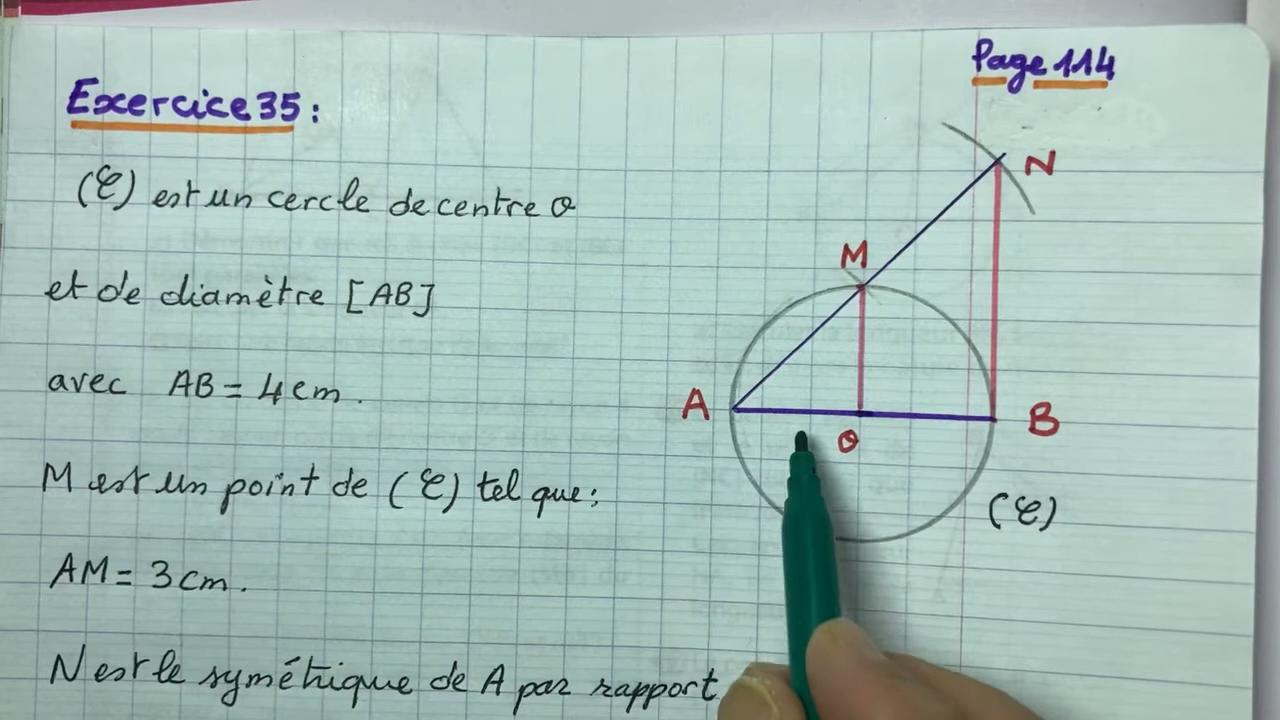 Page 114
Exercice 35 :
(C) est un cercle de centre O
et de diamètre [AB]
avec AB = 4 cm.
M est un point de (C) tel que :
AM = 3 cm.
N est le symétrique de A par rapport
N
M
A
O
B
(C)